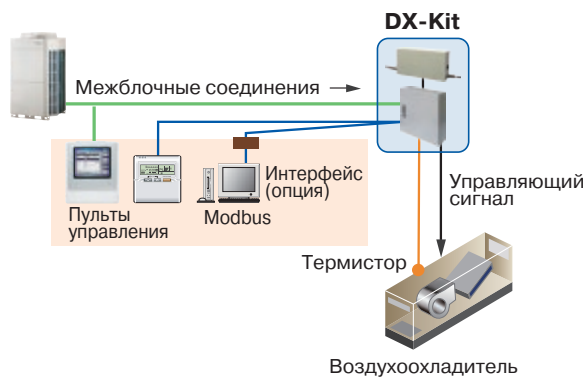 DX-Kit
Межблочные соединения
Пульты
управления
Modbus
Интерфейс
(опция)
Управляющий
сигнал
Термистор
Воздухоохладитель